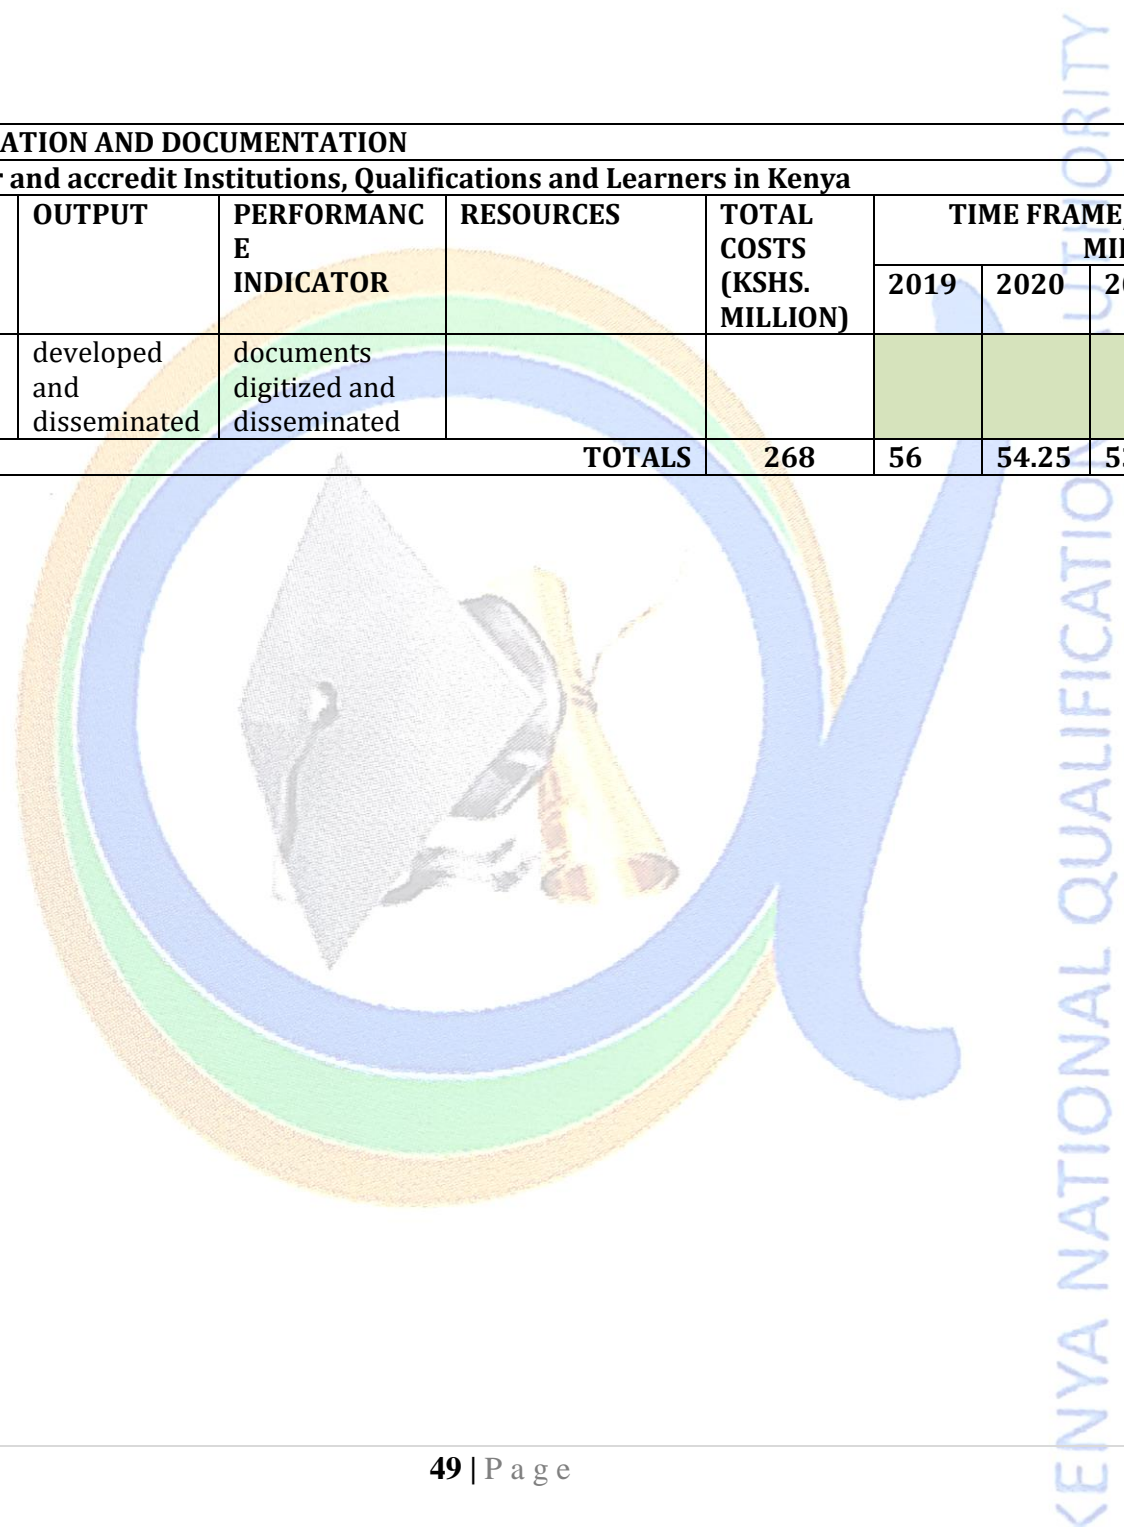 ATION AND DOCUMENTATION
and accredit Institutions, Qualifications and Learners in Kenya
OUTPUT
PERFORMANC
E
INDICATOR
RESOURCES
TOTAL
COSTS
(KSHS.
MILLION)
TIME FRAME
2019
2020
developed
and
disseminated
documents
digitized and
disseminated
TOTALS
268
56
54.25
49 | Page
KENYA NATIONAL QUALIFICATION AUTHORITY